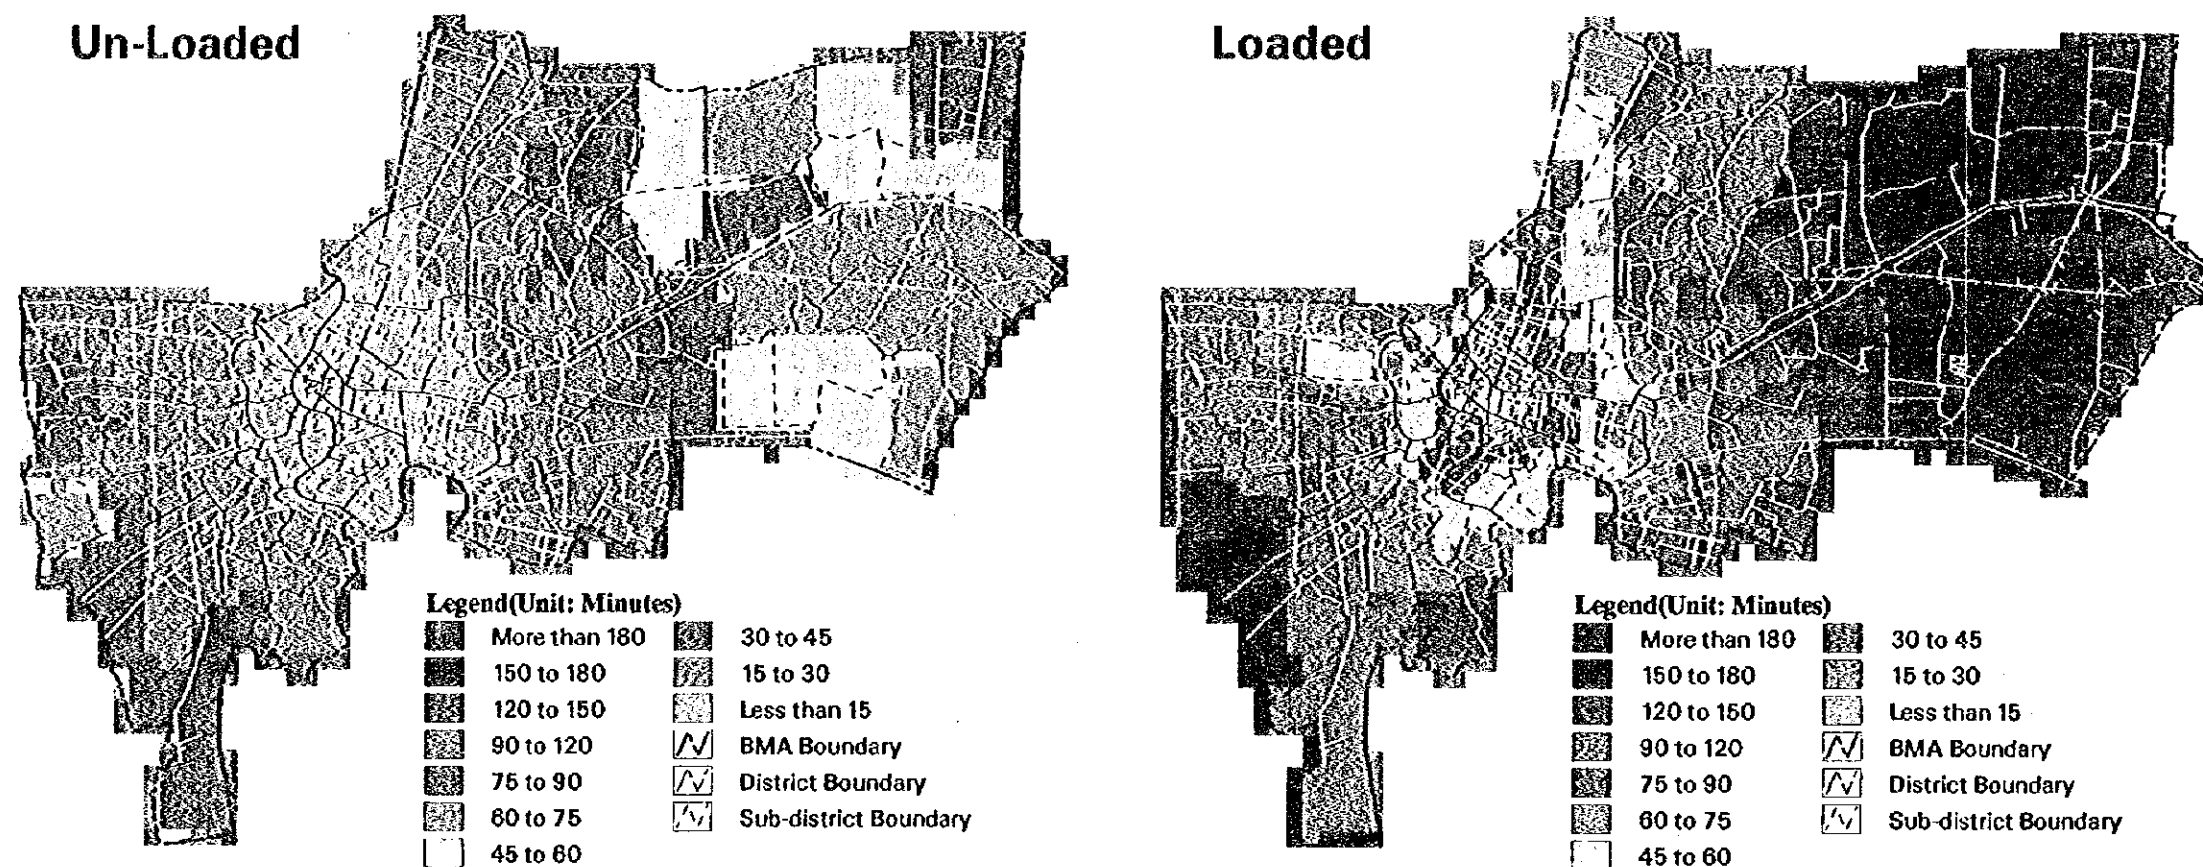 Un-Loaded
Legend(Unit: Minutes)
More than 180
150 to 180
120 to 150
90 to 120
75 to 90
60 to 75
45 to 60
30 to 45
15 to 30
Less than 15
BMA Boundary
District Boundary
Sub-district Boundary
Loaded
Legend(Unit: Minutes)
More than 180
150 to 180
120 to 150
90 to 120
75 to 90
60 to 75
45 to 60
30 to 45
15 to 30
Less than 15
BMA Boundary
District Boundary
Sub-district Boundary